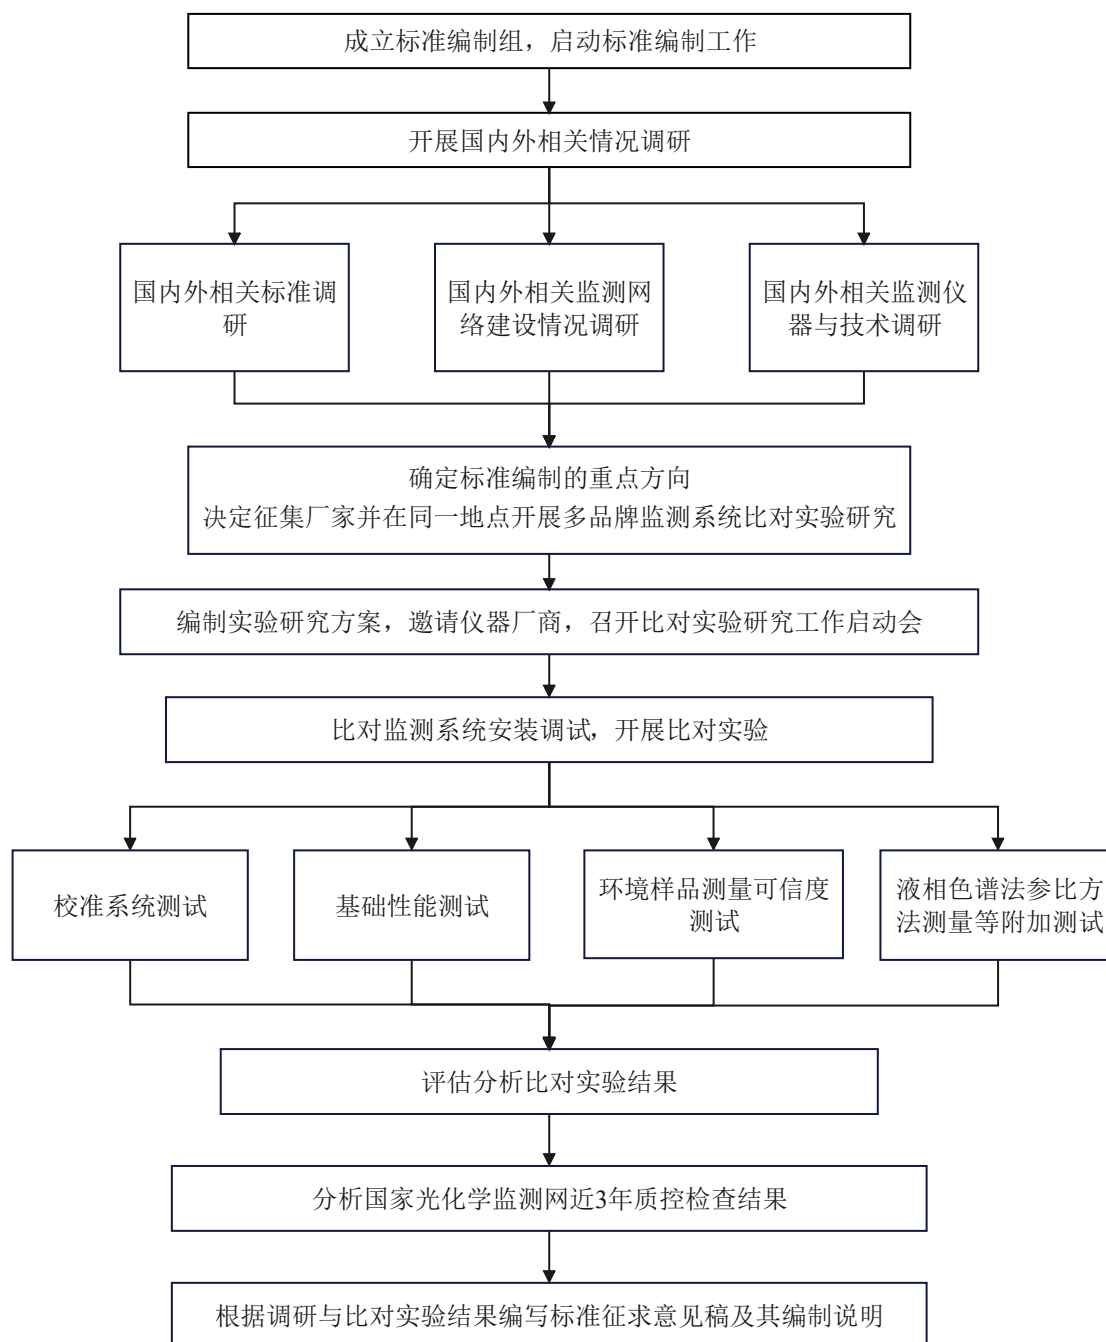 成立标准编制组，启动标准编制工作
开展国内外相关情况调研
国内外相关标准调
研
国内外相关监测网
络建设情况调研
国内外相关监测仪
器与技术调研
确定标准编制的重点方向
决定征集厂家并在同一地点开展多品牌监测系统比对实验研究
编制实验研究方案，邀请仪器厂商，召开比对实验研究工作启动会
比对监测系统安装调试，开展比对实验
校准系统测试
基础性能测试
环境样品测量可信度
测试
液相色谱法参比方
法测量等附加测试
评估分析比对实验结果
分析国家光化学监测网近3年质控检查结果
根据调研与比对实验结果编写标准征求意见稿及其编制说明